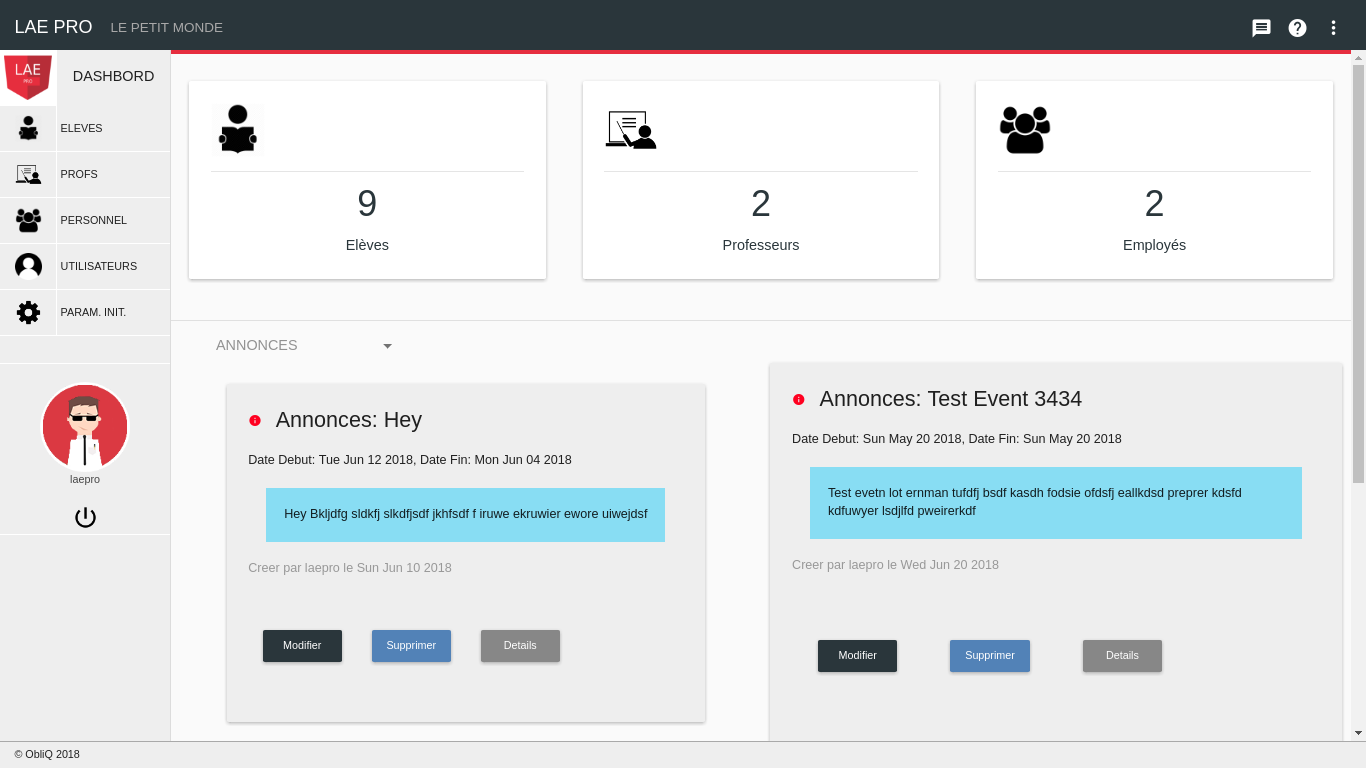 LAE PRO LE PETIT MONDE
LAE
PRO
DASHBORD
ELEVES
PROFS
PERSONNEL
UTILISATEURS
PARAM. INIT.
laepro
9
Elèves
2
Professeurs
2
Employés
ANNONCES
Annonces: Hey
Date Debut: Tue Jun 12 2018, Date Fin: Mon Jun 04 2018
Hey Bkljdfg sldkfj slkdfjsdf jkhfsdf f iruwe ekruwier ewore uiwejdsf
Creer par laepro le Sun Jun 10 2018
Modifier Supprimer Details
Annonces: Test Event 3434
Date Debut: Sun May 20 2018, Date Fin: Sun May 20 2018
Test evetn lot ernman tufdfj bsdf kasdh fodsie ofdsfj eallkdsd preprer kdsfd
kdfuwyer lsdjlfd pweirerkdf
Creer par laepro le Wed Jun 20 2018
Modifier Supprimer Details
© ObliQ 2018